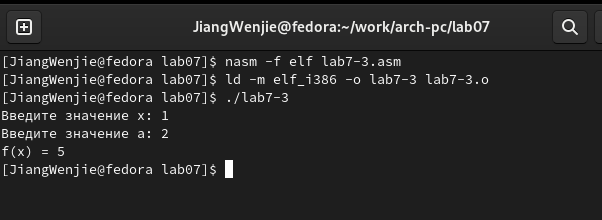 JiangWenjie@fedora:~/work/arch-pc/lab07
[JiangWenjie@fedora lab07]$ nasm -f elf lab7-3.asm
[JiangWenjie@fedora lab07]$ ld -m elf_i386 -o lab7-3 lab7-3.o
[JiangWenjie@fedora lab07]$ ./lab7-3
Введите значение x: 1
Введите значение a: 2
f(x) = 5
[JiangWenjie@fedora lab07]$